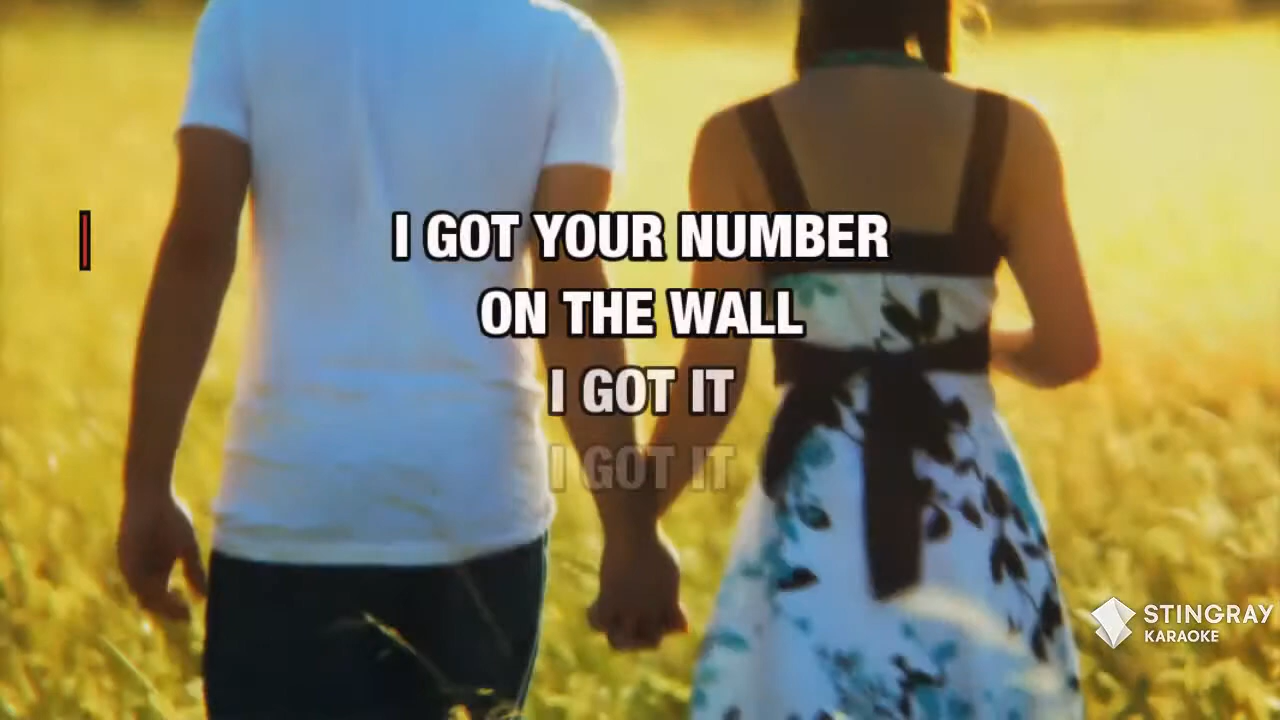 I GOT YOUR NUMBER
ON THE WALL
I GOT IT
I GOT IT
STINGRAY
KARAOKE